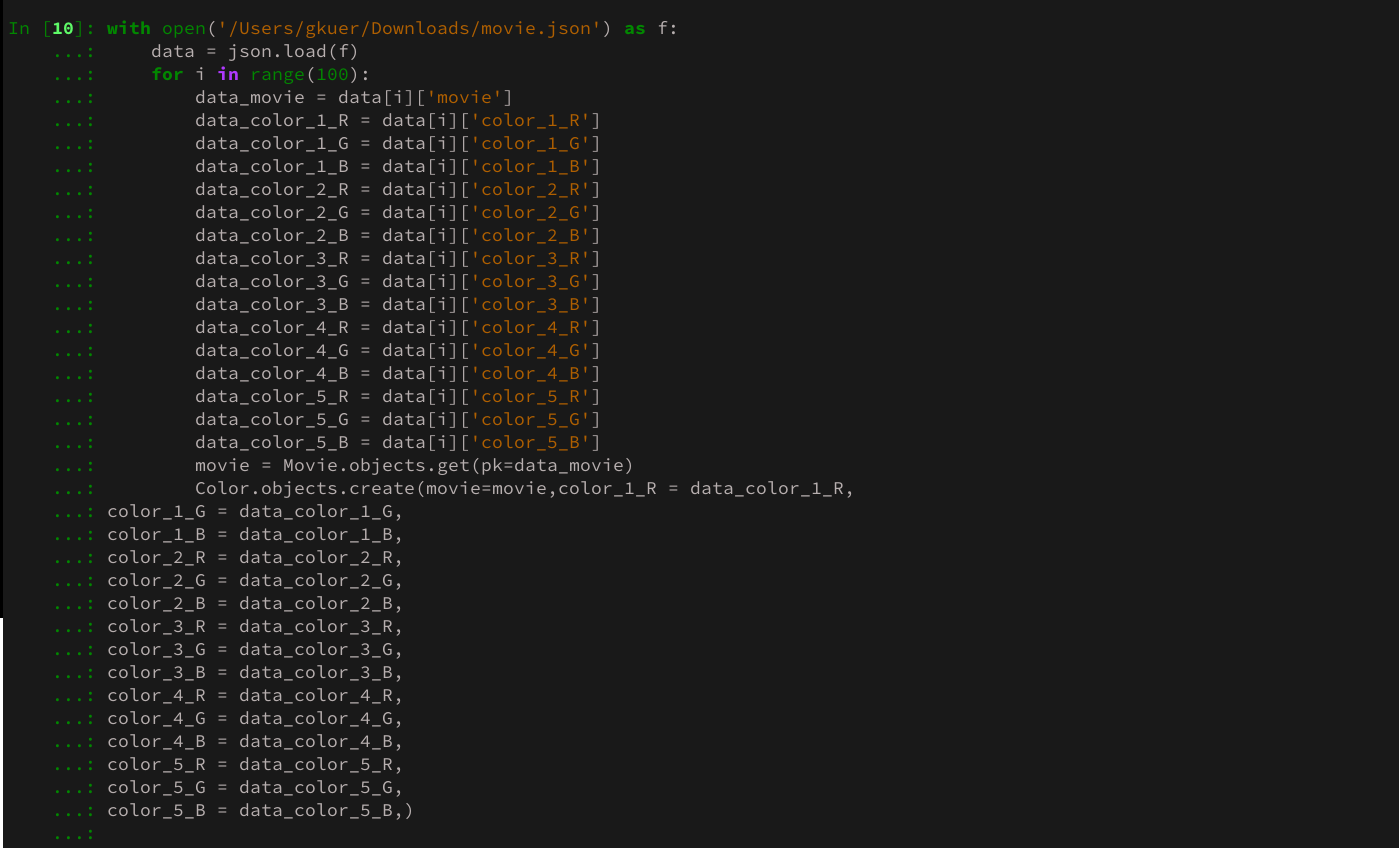 In [10]: with open('/Users/gkuer/Downloads/movie.json') as f:
    ...:     data = json.load(f)
    ...:     for i in range(100):
    ...:         data_movie = data[i]['movie']
    ...:         data_color_1_R = data[i]['color_1_R']
    ...:         data_color_1_G = data[i]['color_1_G']
    ...:         data_color_1_B = data[i]['color_1_B']
    ...:         data_color_2_R = data[i]['color_2_R']
    ...:         data_color_2_G = data[i]['color_2_G']
    ...:         data_color_2_B = data[i]['color_2_B']
    ...:         data_color_3_R = data[i]['color_3_R']
    ...:         data_color_3_G = data[i]['color_3_G']
    ...:         data_color_3_B = data[i]['color_3_B']
    ...:         data_color_4_R = data[i]['color_4_R']
    ...:         data_color_4_G = data[i]['color_4_G']
    ...:         data_color_4_B = data[i]['color_4_B']
    ...:         data_color_5_R = data[i]['color_5_R']
    ...:         data_color_5_G = data[i]['color_5_G']
    ...:         data_color_5_B = data[i]['color_5_B']
    ...:         movie = Movie.objects.get(pk=data_movie)
    ...:         Color.objects.create(movie=movie,color_1_R = data_color_1_R,
    ...: color_1_G = data_color_1_G,
    ...: color_1_B = data_color_1_B,
    ...: color_2_R = data_color_2_R,
    ...: color_2_G = data_color_2_G,
    ...: color_2_B = data_color_2_B,
    ...: color_3_R = data_color_3_R,
    ...: color_3_G = data_color_3_G,
    ...: color_3_B = data_color_3_B,
    ...: color_4_R = data_color_4_R,
    ...: color_4_G = data_color_4_G,
    ...: color_4_B = data_color_4_B,
    ...: color_5_R = data_color_5_R,
    ...: color_5_G = data_color_5_G,
    ...: color_5_B = data_color_5_B,)
    ...: